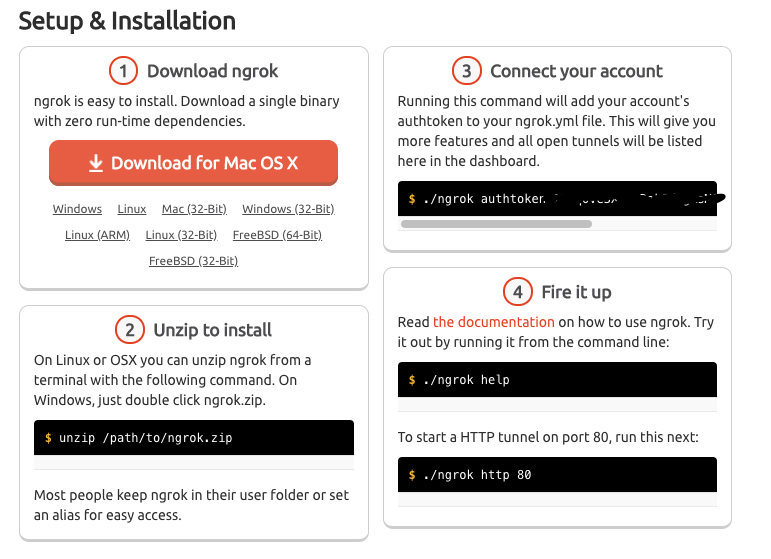 Setup & Installation
1 Download ngrok
ngrok is easy to install. Download a single binary
with zero run-time dependencies.
Download for Mac OS X
Windows Linux Mac (32-Bit) Windows (32-Bit)
Linux (ARM) Linux (32-Bit) FreeBSD (64-Bit)
FreeBSD (32-Bit)
2 Unzip to install
On Linux or OSX you can unzip ngrok from a
terminal with the following command. On
Windows, just double click ngrok.zip.
$ unzip /path/to/ngrok.zip
Most people keep ngrok in their user folder or set
an alias for easy access.
3 Connect your account
Running this command will add your account's
authtoken to your ngrok.yml file. This will give you
more features and all open tunnels will be listed
here in the dashboard.
$ ./ngrok authtoken
4 Fire it up
Read the documentation on how to use ngrok. Try
it out by running it from the command line:
$ ./ngrok help
To start a HTTP tunnel on port 80, run this next:
$ ./ngrok http 80